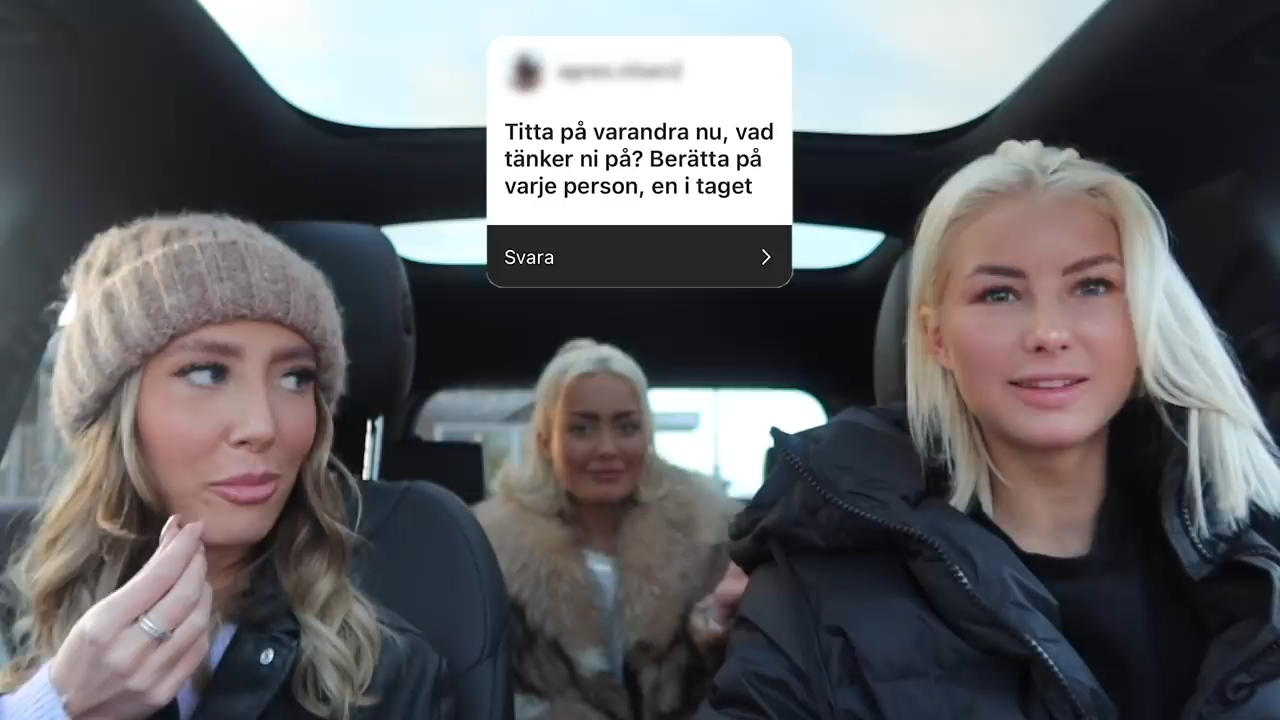 Titta på varandra nu, vad
tänker ni på? Berätta på
varje person, en i taget
Svara